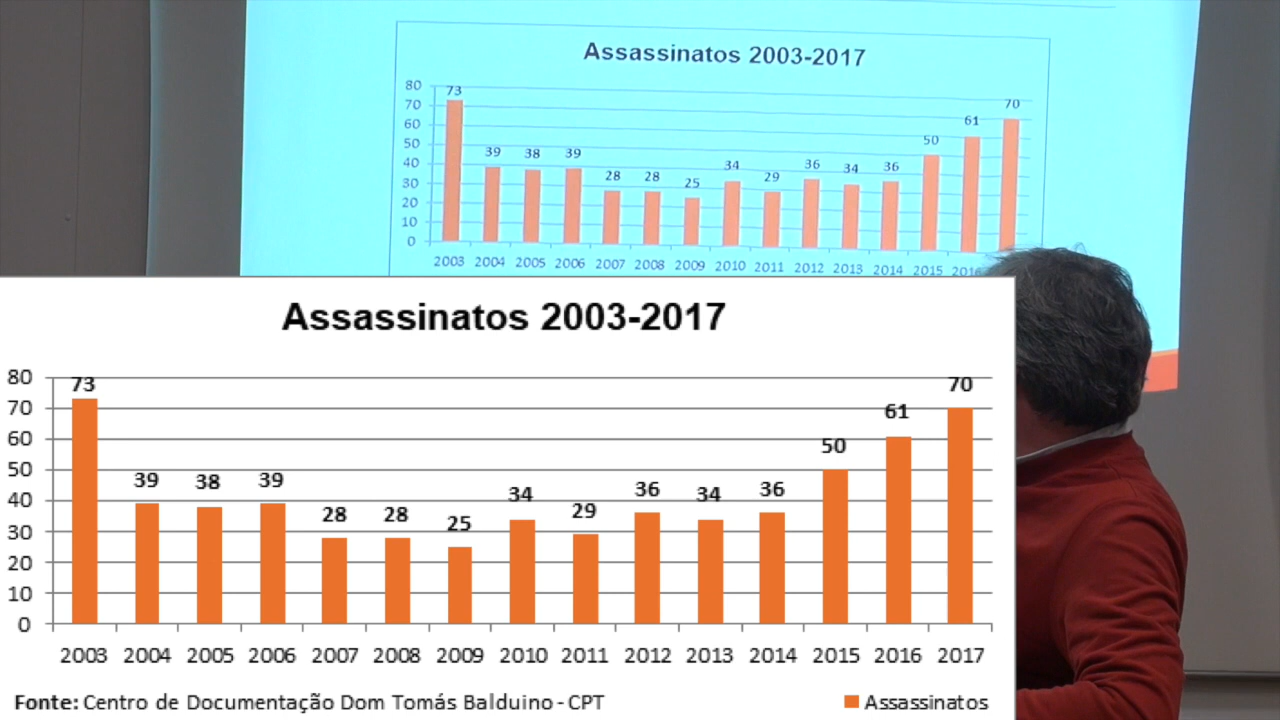 Assassinatos 2003-2017
80
70
60
50
40
30
20
10
0
73 39 38 39 28 28 25 34 29 36 34 36 50 61 70
2003 2004 2005 2006 2007 2008 2009 2010 2011 2012 2013 2014 2015 2016
Assassinatos 2003-2017
80
70
60
50
40
30
20
10
0
73 39 38 39 28 28 25 34 29 36 34 36 50 61 70
2003 2004 2005 2006 2007 2008 2009 2010 2011 2012 2013 2014 2015 2016 2017
Fonte: Centro de Documentação Dom Tomás Balduino - CPT
Assassinatos